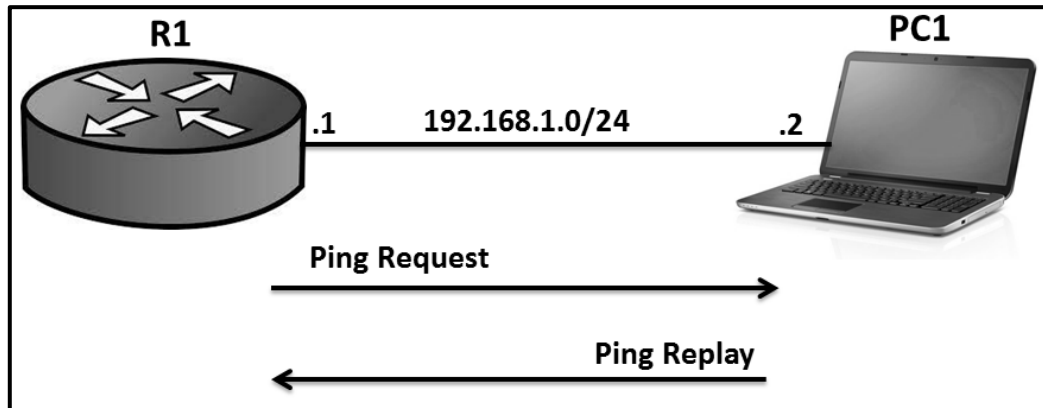 R1
PC1
.1
192.168.1.0/24
.2
Ping Request
Ping Replay